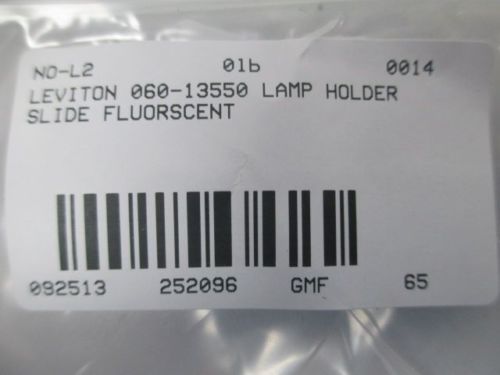 NO-L2 01b 0014
LEVITON 060-13550 LAMP HOLDER
SLIDE FLUORSCENT
092513 252096 GMF 65